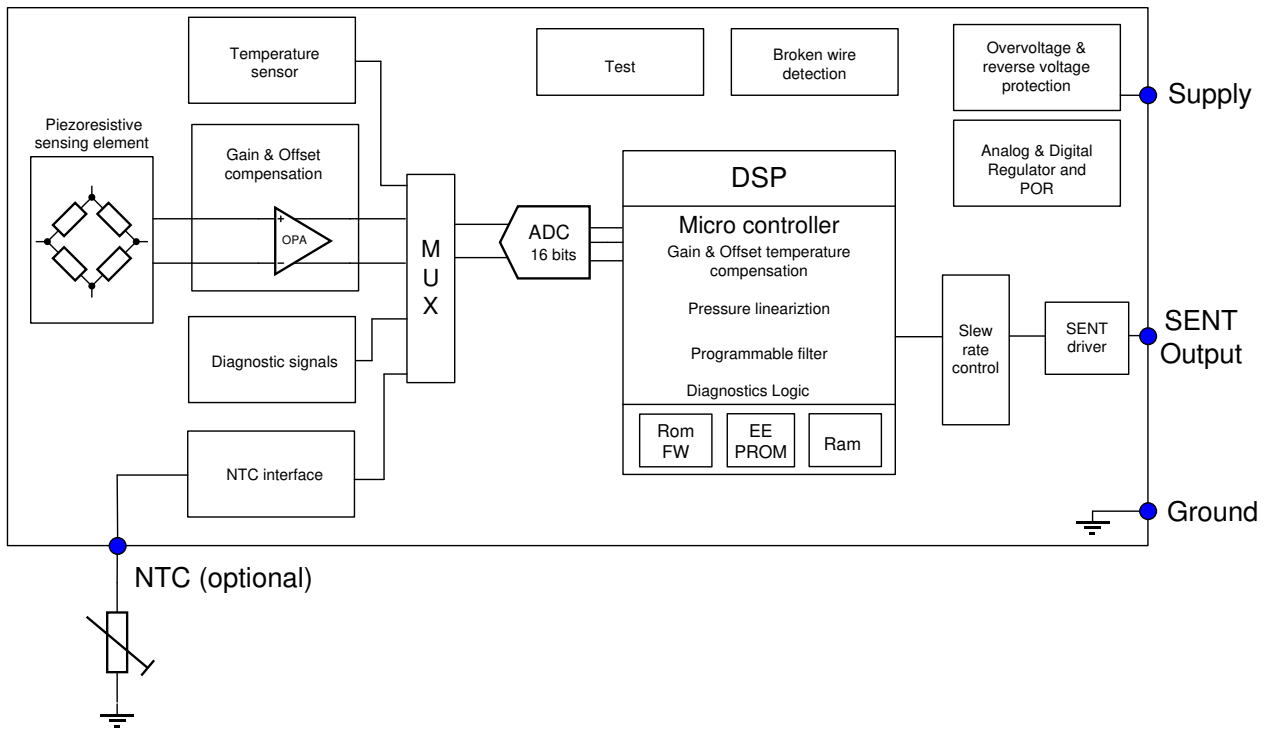 Temperature
sensor
Test
Broken wire
detection
Overvoltage &
reverse voltage
protection
Supply
Piezoresistive
sensing element
Gain & Offset
compensation
+
OPA
−
Analog & Digital
Regulator and
POR
DSP
Micro controller
Gain & Offset temperature
compensation
Pressure lineariztion
Programmable filter
Diagnostics Logic
Rom
FW
EE
PROM
Ram
M
U
X
ADC
16 bits
Slew
rate
control
SENT
driver
SENT
Output
Diagnostic signals
NTC interface
Ground
NTC (optional)